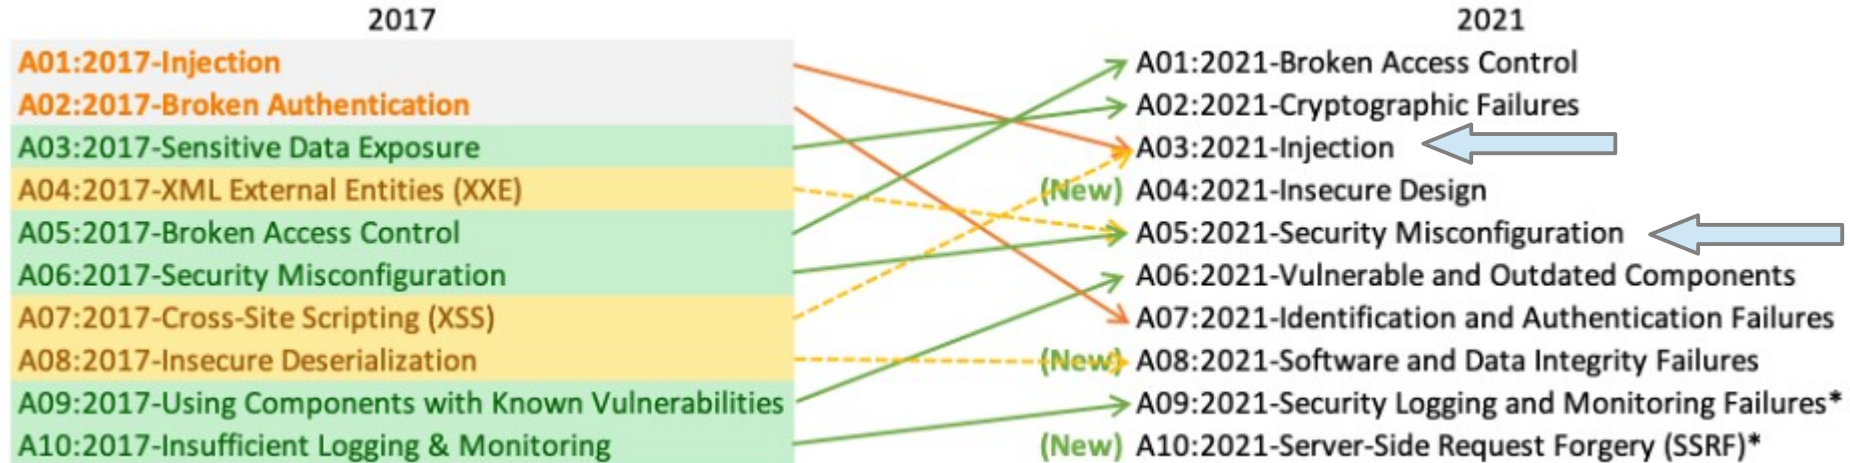 2017
A01:2017-Injection
A02:2017-Broken Authentication
A03:2017-Sensitive Data Exposure
A04:2017-XML External Entities (XXE)
A05:2017-Broken Access Control
A06:2017-Security Misconfiguration
A07:2017-Cross-Site Scripting (XSS)
A08:2017-Insecure Deserialization
A09:2017-Using Components with Known Vulnerabilities
A10:2017-Insufficient Logging & Monitoring
2021
A01:2021-Broken Access Control
A02:2021-Cryptographic Failures
A03:2021-Injection
(New) A04:2021-Insecure Design
A05:2021-Security Misconfiguration
A06:2021-Vulnerable and Outdated Components
A07:2021-Identification and Authentication Failures
(New) A08:2021-Software and Data Integrity Failures
A09:2021-Security Logging and Monitoring Failures*
(New) A10:2021-Server-Side Request Forgery (SSRF)*